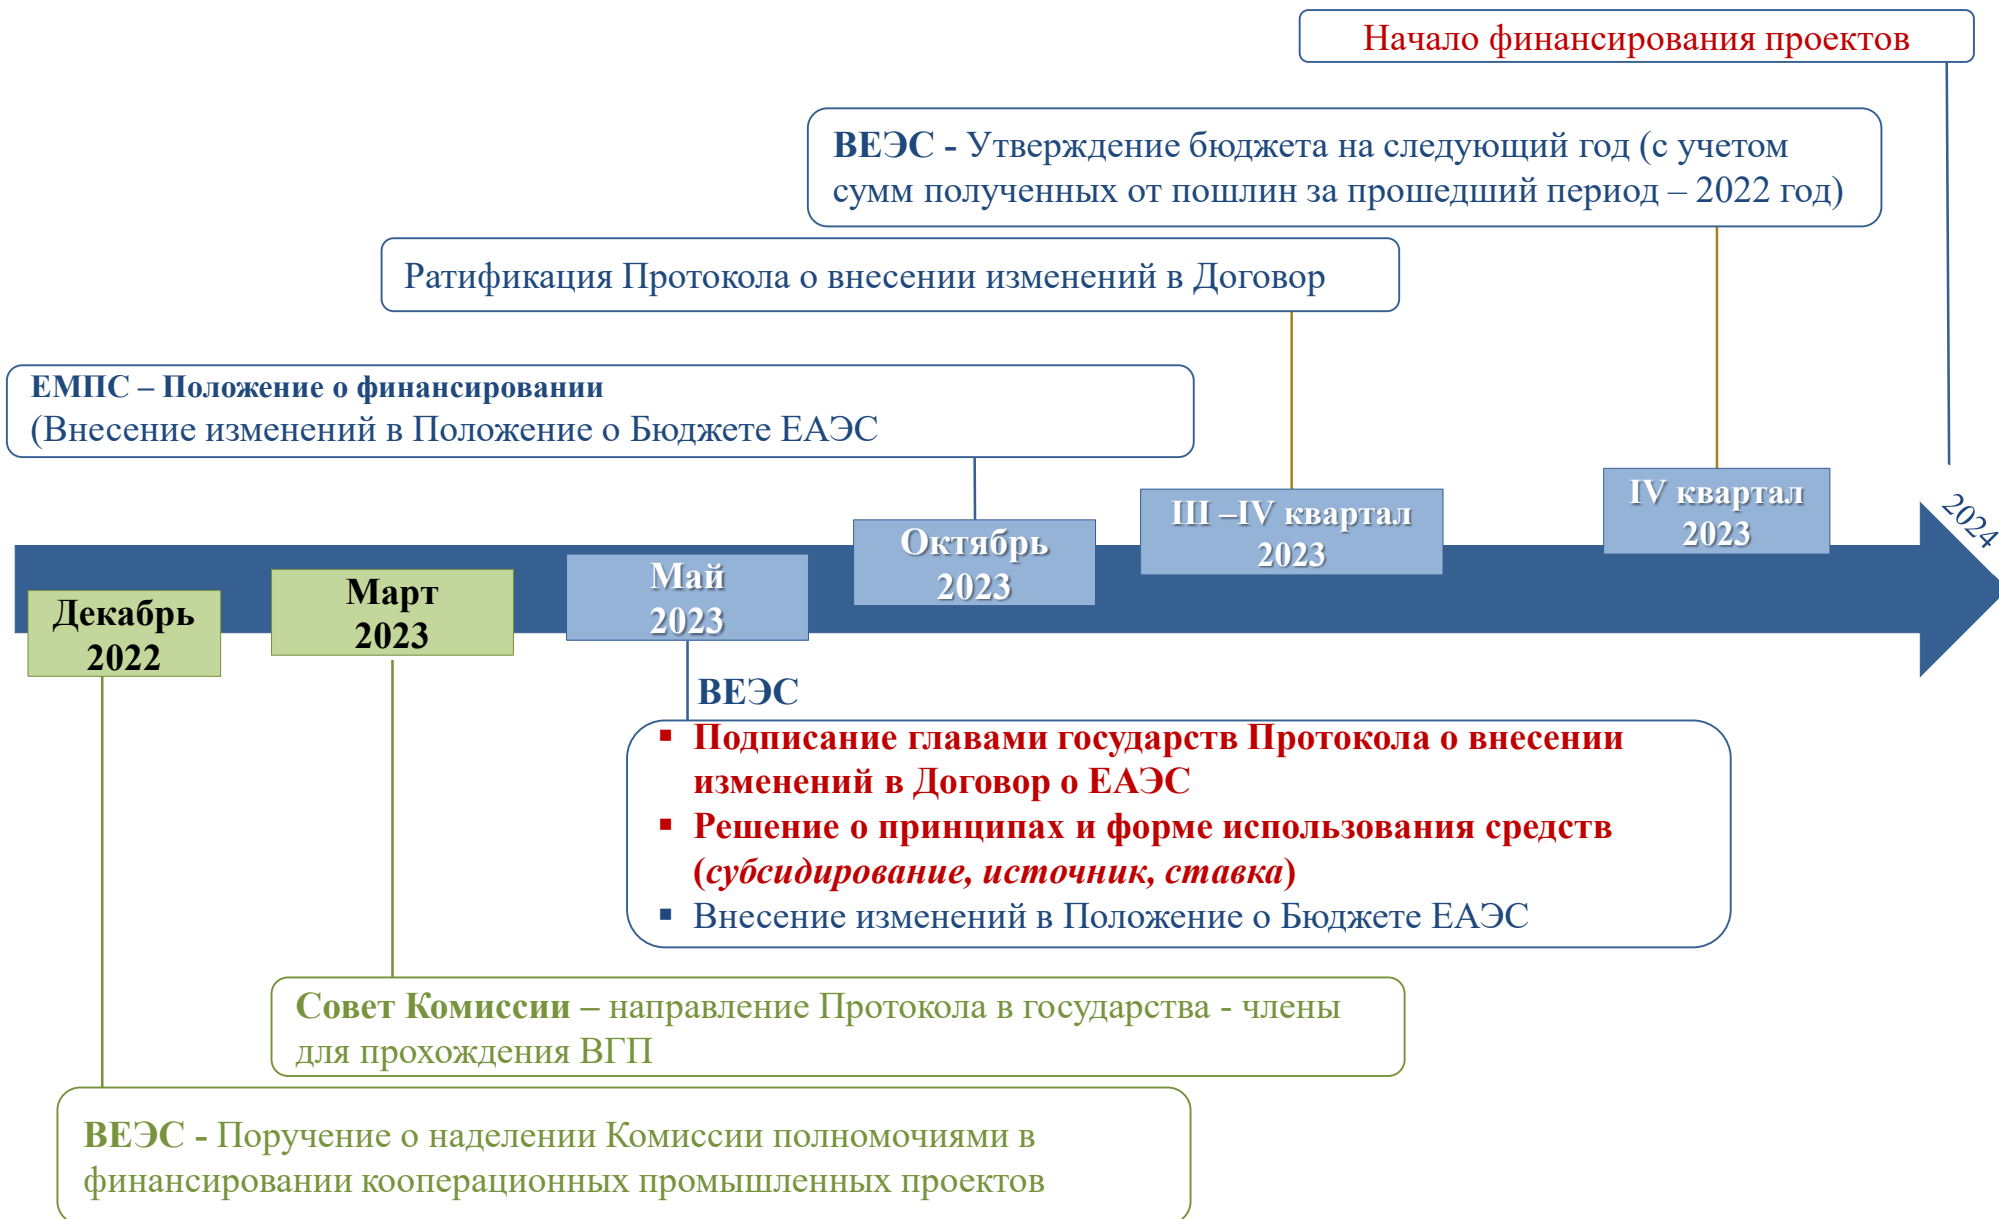 Начало финансирования проектов
ВЕЭС - Утверждение бюджета на следующий год (с учетом
сумм полученных от пошлин за прошедший период – 2022 год)
Ратификация Протокола о внесении изменений в Договор
ЕМПС – Положение о финансировании
(Внесение изменений в Положение о Бюджете ЕАЭС
Декабрь
2022
Март
2023
Май
2023
Октябрь
2023
III –IV квартал
2023
IV квартал
2023
2024
ВЕЭС
▪ Подписание главами государств Протокола о внесении
изменений в Договор о ЕАЭС
▪ Решение о принципах и форме использования средств
(субсидирование, источник, ставка)
▪ Внесение изменений в Положение о Бюджете ЕАЭС
Совет Комиссии – направление Протокола в государства - члены
для прохождения ВГП
ВЕЭС - Поручение о наделении Комиссии полномочиями в
финансировании кооперационных промышленных проектов